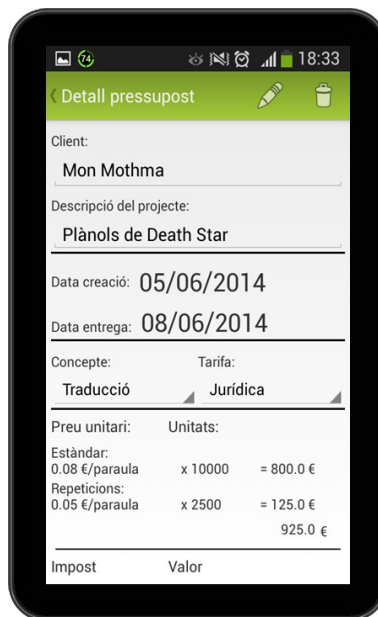 74 18:33
Detall pressupost
Client:
Mon Mothma
Descripció del projecte:
Plànols de Death Star
Data creació: 05/06/2014
Data entrega: 08/06/2014
Concepte: Tarifa:
Traducció Jurídica
Preu unitari: Unitats:
Estàndar:
0.08 €/paraula x 10000 = 800.0 €
Repeticions:
0.05 €/paraula x 2500 = 125.0 €
925.0 €
Impost Valor